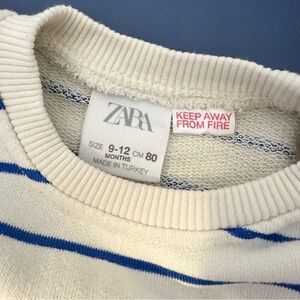 ZARA
SIZE 9-12 CM 80
MONTHS
MADE IN TURKEY
KEEP AWAY
FROM FIRE